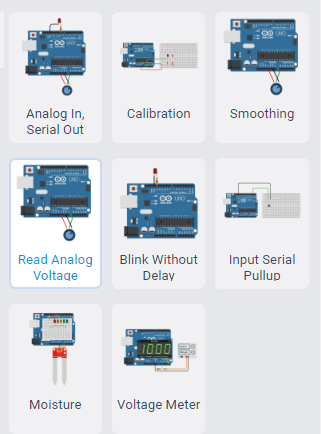 Analog In,
Serial Out
Calibration
Smoothing
Read Analog
Voltage
Blink Without
Delay
Input Serial
Pullup
Moisture
Voltage Meter